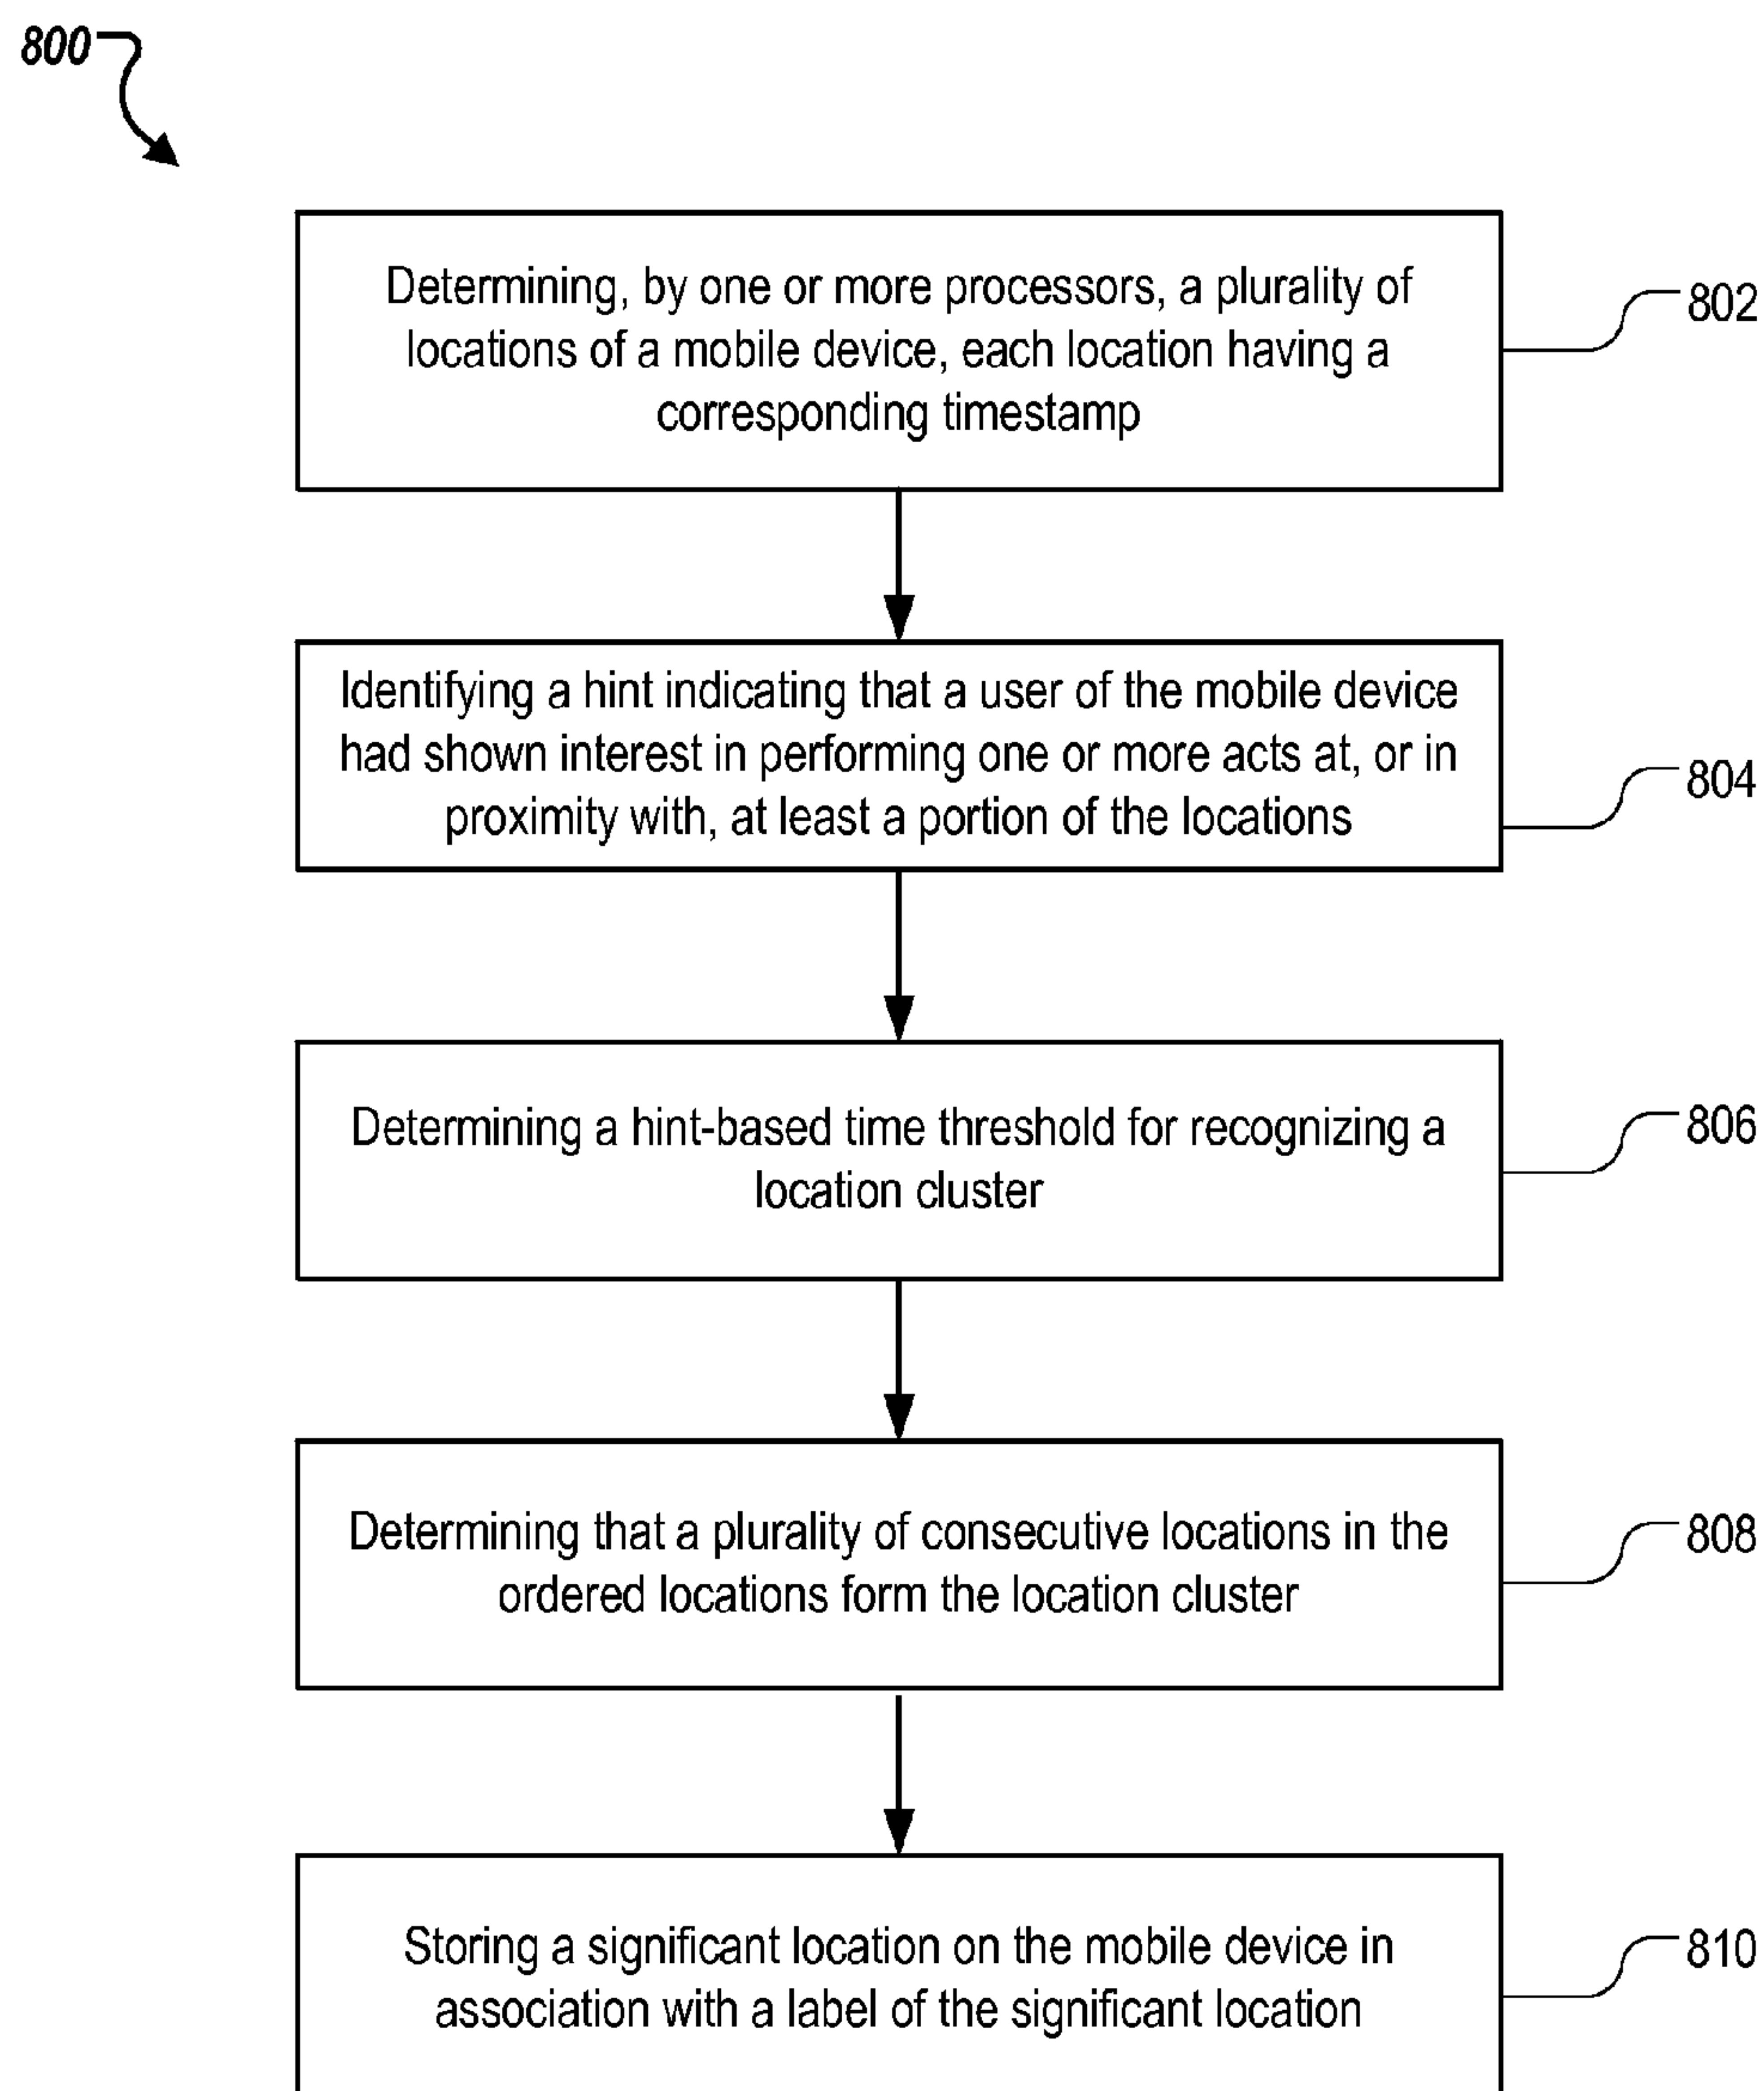 800
Determining, by one or more processors, a plurality of
locations of a mobile device, each location having a
corresponding timestamp
802
Identifying a hint indicating that a user of the mobile device
had shown interest in performing one or more acts at, or in
proximity with, at least a portion of the locations
804
Determining a hint-based time threshold for recognizing a
location cluster
806
Determining that a plurality of consecutive locations in the
ordered locations form the location cluster
808
Storing a significant location on the mobile device in
association with a label of the significant location
810